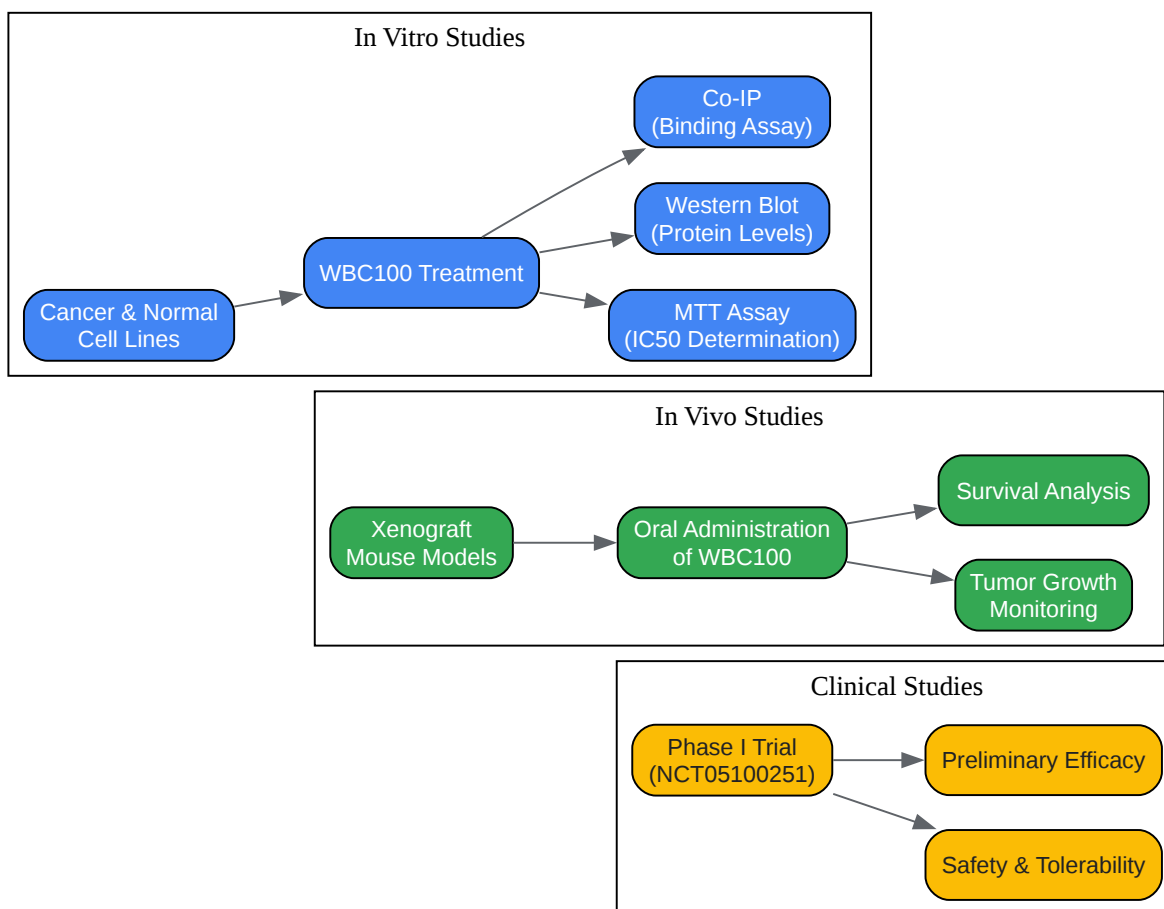 In Vitro Studies
Co-IP
(Binding Assay)
Western Blot
(Protein Levels)
WBC100 Treatment
MTT Assay
(IC50 Determination)
Cancer & Normal
Cell Lines
In Vivo Studies
Survival Analysis
Xenograft
Mouse Models
Oral Administration
of WBC100
Tumor Growth
Monitoring
Clinical Studies
Phase I Trial
(NCT05100251)
Preliminary Efficacy
Safety & Tolerability